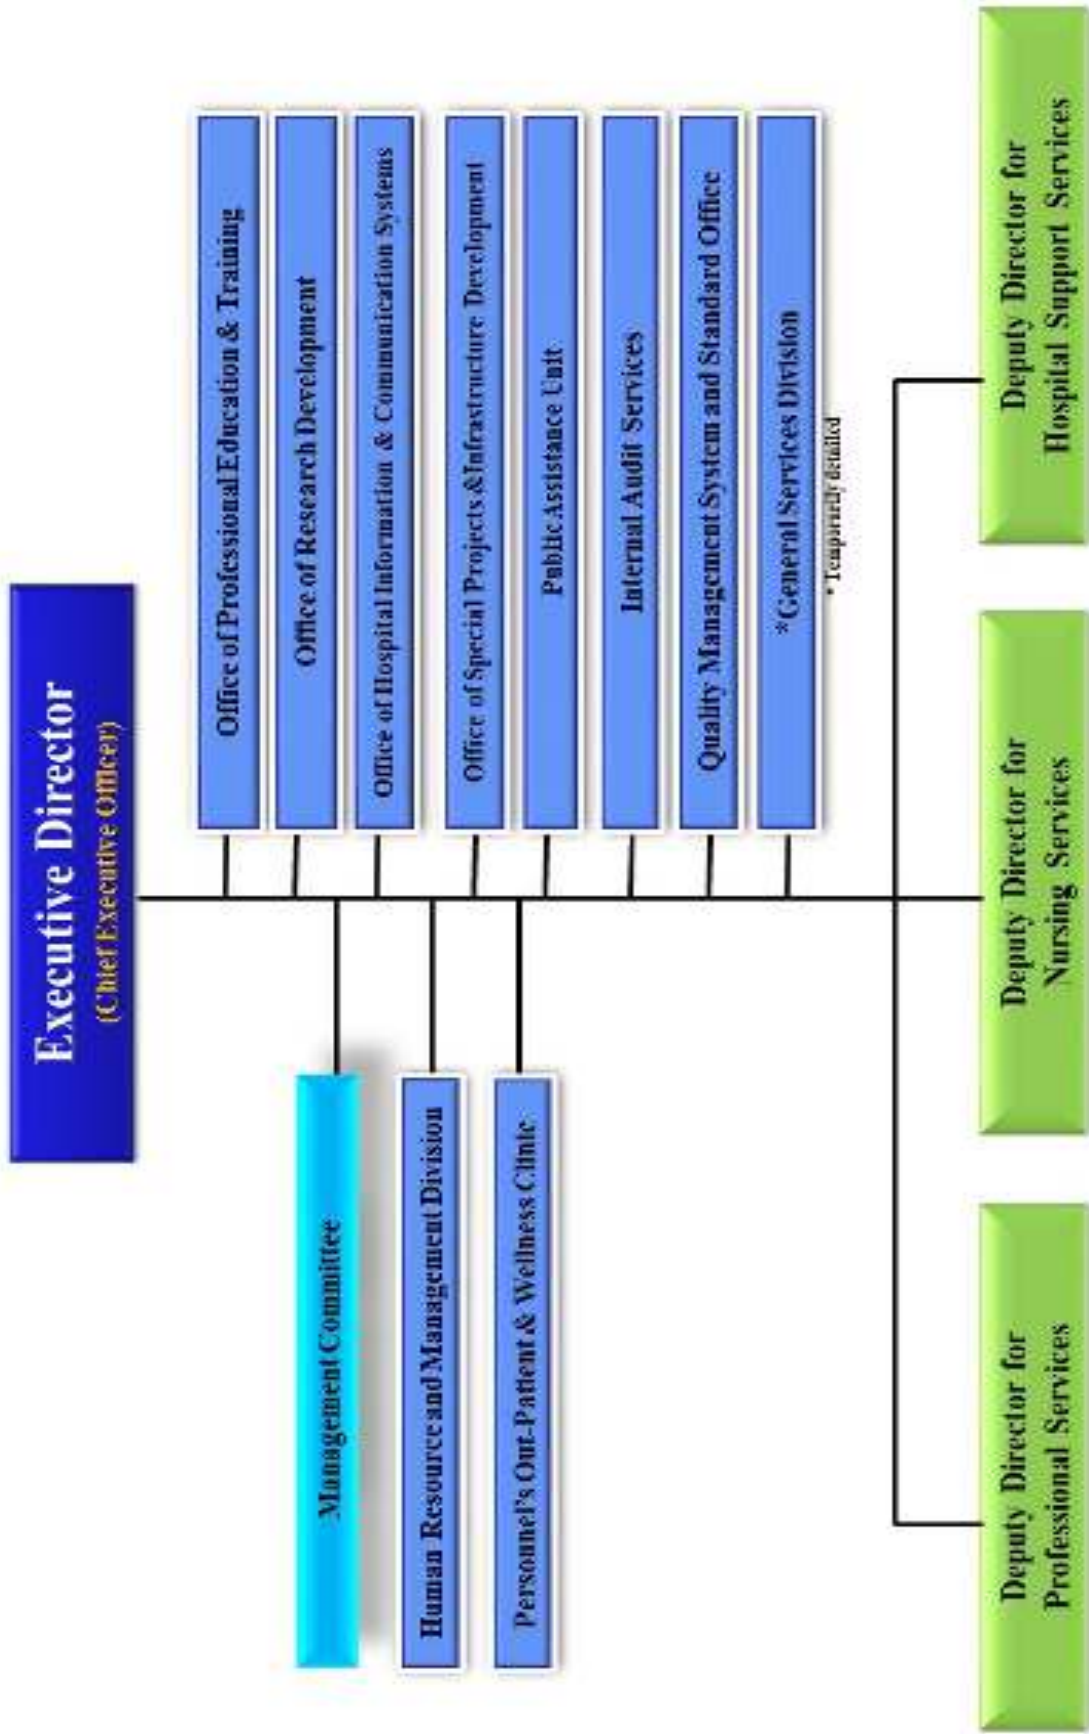 Executive Director
(Chief Executive Officer)
Office of Professional Education & Training
Office of Research Development
Management Committee
Office of Hospital Information & Communication Systems
Human Resource and Management Division
Office of Special Projects & Infrastructure Development
Personnel's Out-Patient & Wellness Clinic
Public Assistance Unit
Internal Audit Services
Quality Management System and Standard Office
*General Services Division
* Temporarily detailed
Deputy Director for
Professional Services
Deputy Director for
Nursing Services
Deputy Director for
Hospital Support Services